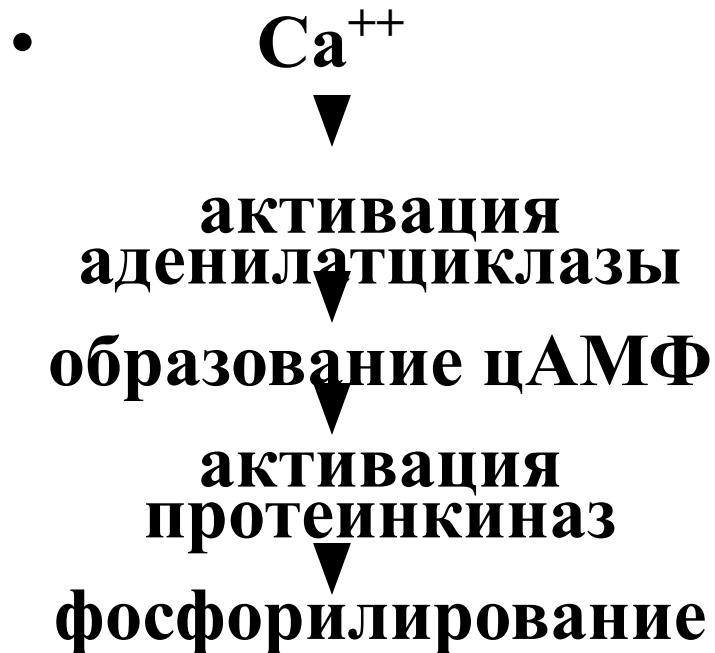 • Ca⁺⁺
активация
аденилатциклазы
образование цАМФ
активация
протеинкиназ
фосфорилирование